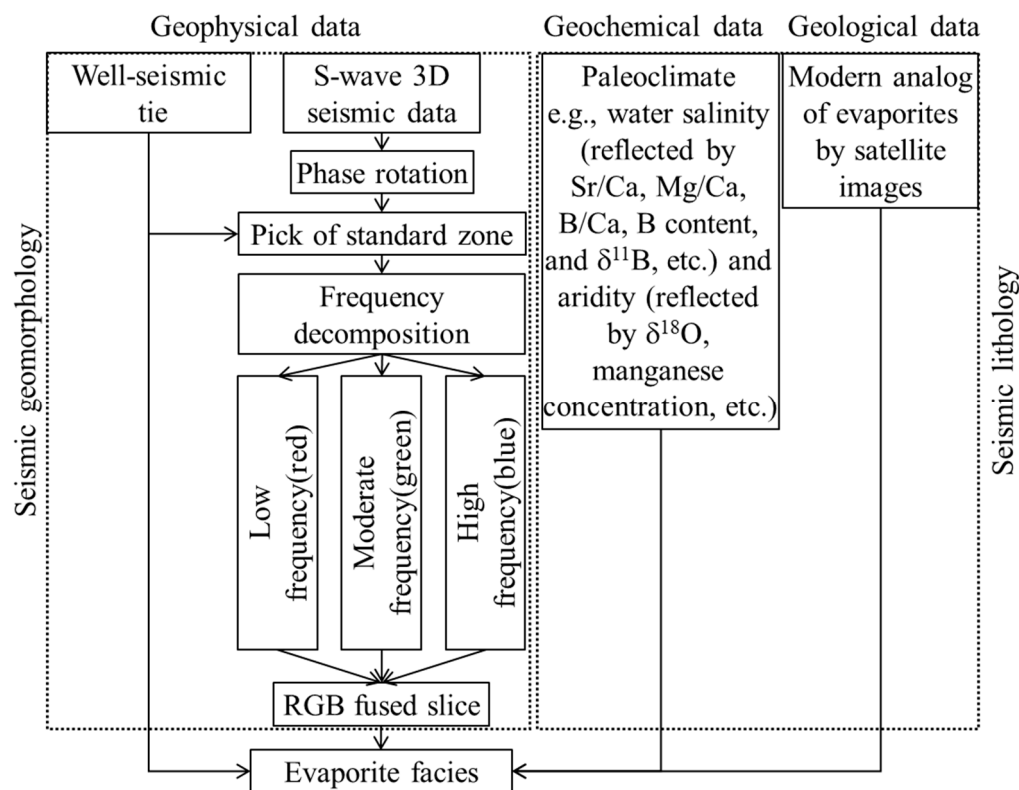 Geophysical data
Geochemical data
Geological data
Well-seismic
tie
S-wave 3D
seismic data
Phase rotation
Pick of standard zone
Frequency
decomposition
Low
frequency(red)
Moderate
frequency(green)
High
frequency(blue)
RGB fused slice
Evaporite facies
Seismic geomorphology
Paleoclimate
e.g., water salinity
(reflected by
Sr/Ca, Mg/Ca,
B/Ca, B content,
and δ¹¹B, etc.) and
aridity (reflected
by δ¹⁸O,
manganese
concentration, etc.)
Modern analog
of evaporites
by satellite
images
Seismic lithology